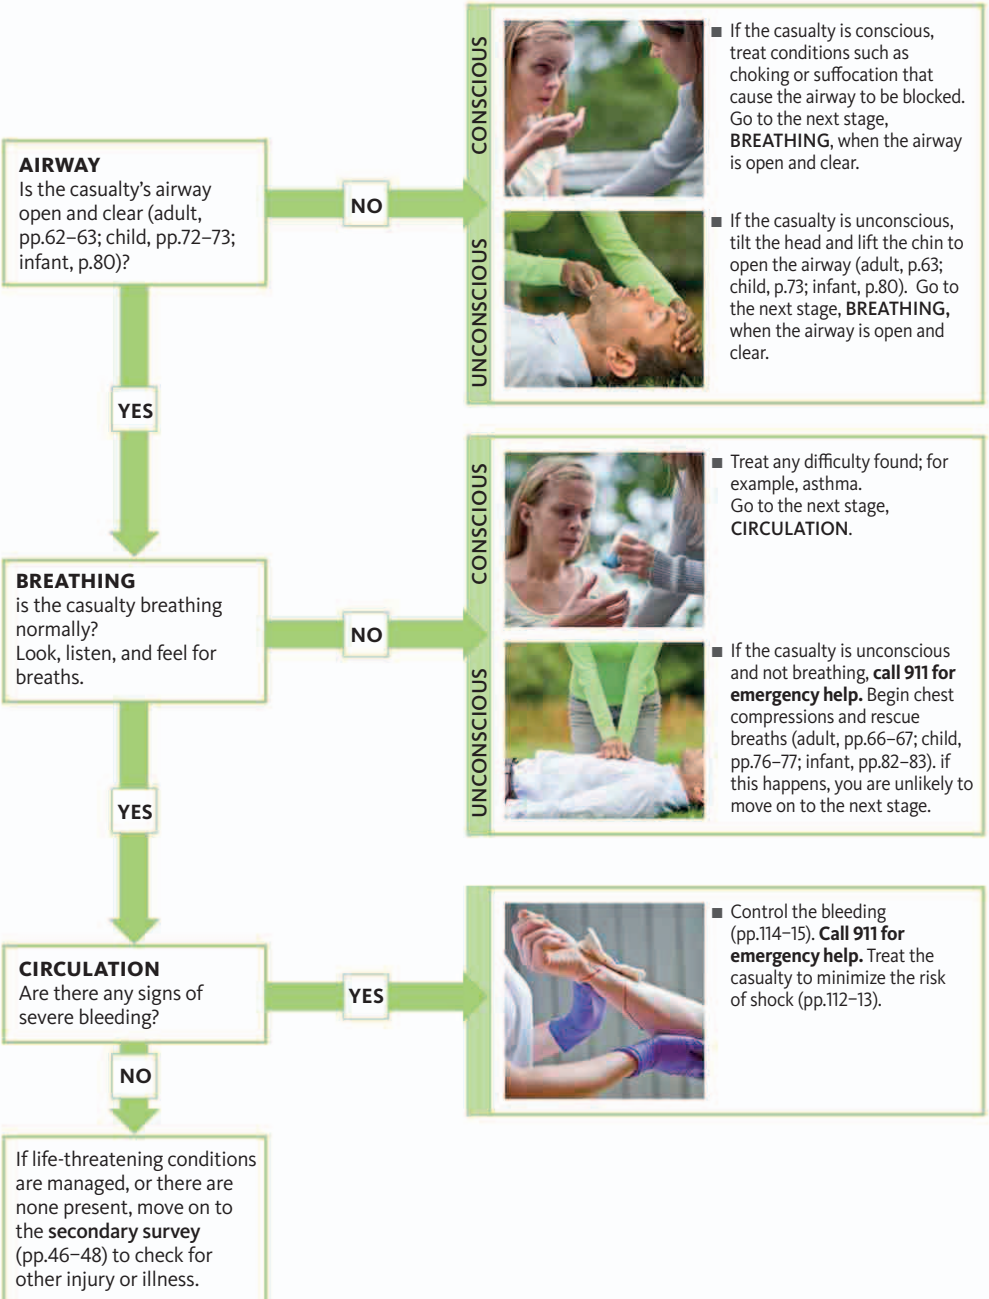 AIRWAY
Is the casualty's airway
open and clear (adult,
pp.62–63; child, pp.72–73;
infant, p.80)?
NO
CONSCIOUS
■ If the casualty is conscious,
treat conditions such as
choking or suffocation that
cause the airway to be blocked.
Go to the next stage,
BREATHING, when the airway
is open and clear.
UNCONSCIOUS
■ If the casualty is unconscious,
tilt the head and lift the chin to
open the airway (adult, p.63;
child, p.73; infant, p.80). Go to
the next stage, BREATHING,
when the airway is open and
clear.
YES
BREATHING
is the casualty breathing
normally?
Look, listen, and feel for
breaths.
NO
CONSCIOUS
■ Treat any difficulty found; for
example, asthma.
Go to the next stage,
CIRCULATION.
UNCONSCIOUS
■ If the casualty is unconscious
and not breathing, call 911 for
emergency help. Begin chest
compressions and rescue
breaths (adult, pp.66–67; child,
pp.76–77; infant, pp.82–83). if
this happens, you are unlikely to
move on to the next stage.
YES
CIRCULATION
Are there any signs of
severe bleeding?
YES
■ Control the bleeding
(pp.114–15). Call 911 for
emergency help. Treat the
casualty to minimize the risk
of shock (pp.112–13).
NO
If life-threatening conditions
are managed, or there are
none present, move on to
the secondary survey
(pp.46–48) to check for
other injury or illness.